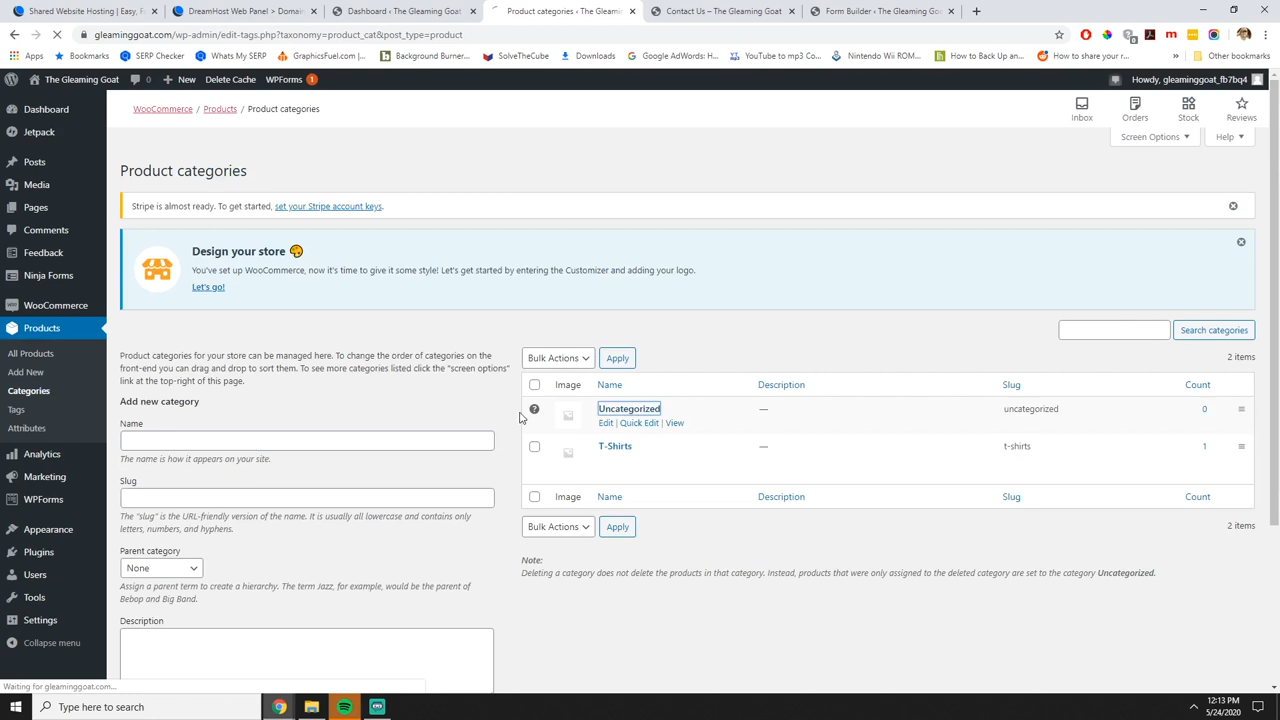 Shared Website Hosting | Easy, F
DreamHost Web Panel > Domain
Dashboard ‹ The Gleaming Goat
Product categories ‹ The Gleamin
Contact Us – The Gleaming Goat
Form Builder ‹ The Gleaming Goat
gleaminggoat.com/wp-admin/edit-tags.php?taxonomy=product_cat&post_type=product
Apps
Bookmarks
SERP Checker
Whats My SERP
GraphicsFuel.com |...
Background Burner...
SolveTheCube
Downloads
Google AdWords: K...
YouTube to mp3 Co...
Nintendo Wii ROM...
How to Back Up an...
How to share your r...
»
Other bookmarks
The Gleaming Goat
0
+ New
Delete Cache
WPForms 1
Howdy, gleaminggoat_fb7bq4
Dashboard
Jetpack
Posts
Media
Pages
Comments
Feedback
Ninja Forms
WooCommerce
Products
All Products
Add New
Categories
Tags
Attributes
Analytics
Marketing
WPForms
Appearance
Plugins
Users
Tools
Settings
Collapse menu
WooCommerce / Products / Product categories
Inbox
Orders
Stock
Reviews
Screen Options
Help
Product categories
Stripe is almost ready. To get started, set your Stripe account keys.
Design your store
You've set up WooCommerce, now it's time to give it some style! Let's get started by entering the Customizer and adding your logo.
Let's go!
Search categories
Product categories for your store can be managed here. To change the order of categories on the
front-end you can drag and drop to sort them. To see more categories listed click the "screen options"
link at the top-right of this page.
Add new category
Name
The name is how it appears on your site.
Slug
The "slug" is the URL-friendly version of the name. It is usually all lowercase and contains only
letters, numbers, and hyphens.
Parent category
None
Assign a parent term to create a hierarchy. The term Jazz, for example, would be the parent of
Bebop and Big Band.
Description
Bulk Actions
Apply
2 items
Image
Name
Description
Slug
Count
Uncategorized
—
uncategorized
0
Edit | Quick Edit | View
T-Shirts
—
t-shirts
1
Image
Name
Description
Slug
Count
Bulk Actions
Apply
2 items
Note:
Deleting a category does not delete the products in that category. Instead, products that were only assigned to the deleted category are set to the category Uncategorized.
Waiting for gleaminggoat.com...
Type here to search
12:13 PM
5/24/2020